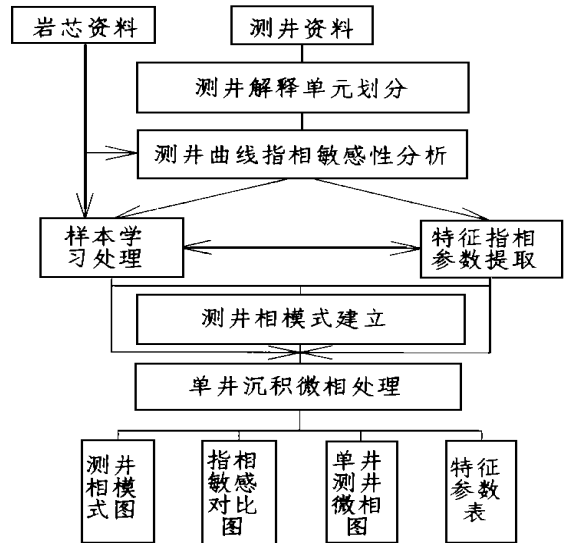 岩芯资料
测井资料
测井解释单元划分
测井曲线指相敏感性分析
样本学
习处理
特征指相
参数提取
测井相模式建立
单井沉积微相处理
测井
相模
式图
指相
敏感
对比
图
单井
测井
微相
图
特征
参数
表